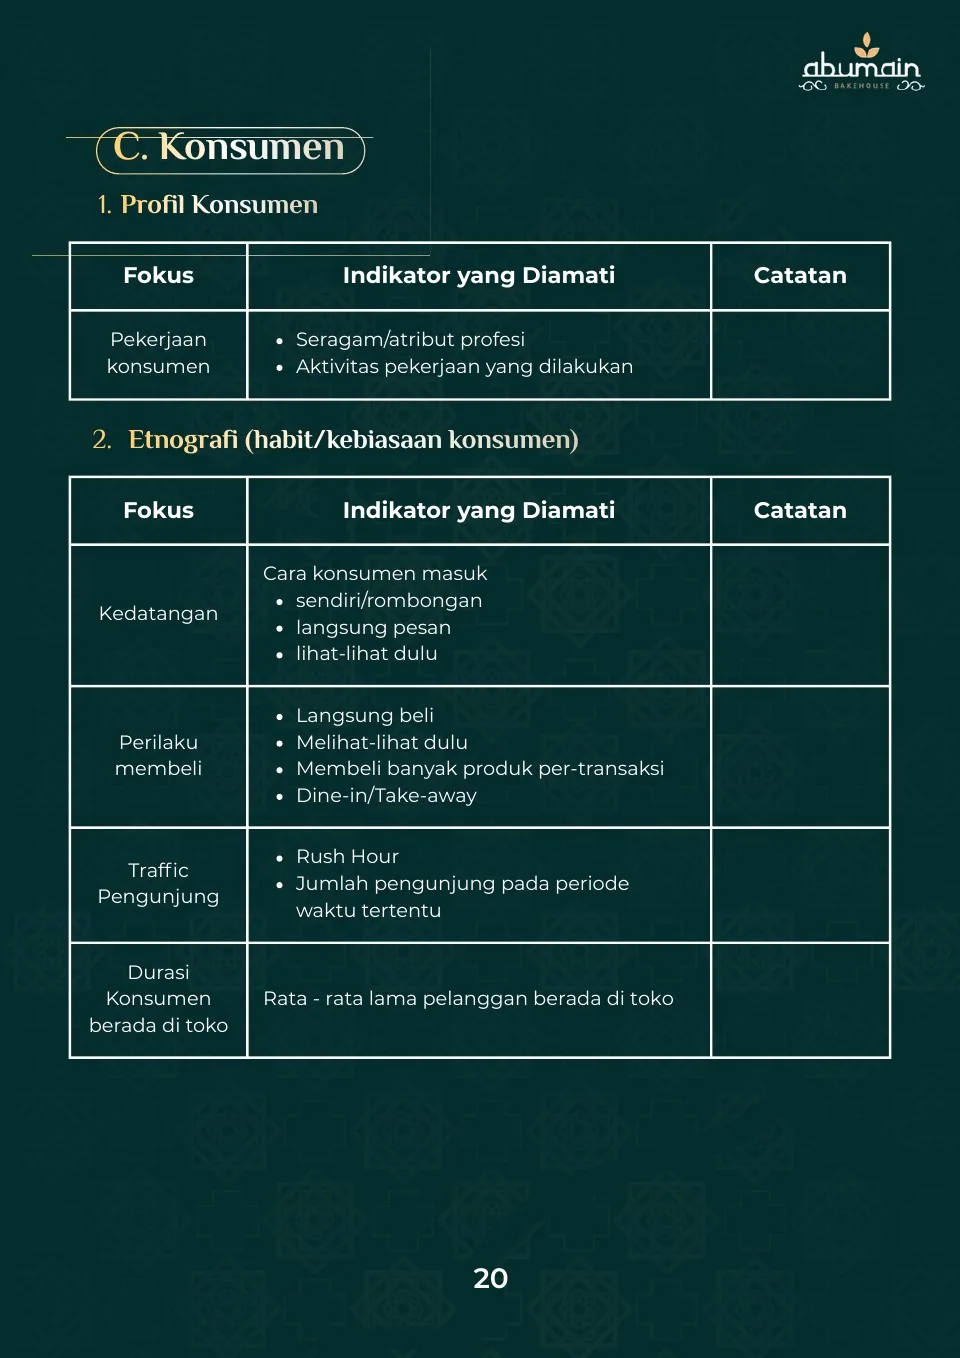 abumain
BAKEHOUSE
C. Konsumen
1. Profil Konsumen
Fokus
Indikator yang Diamati
Catatan
Pekerjaan
konsumen
• Seragam/atribut profesi
• Aktivitas pekerjaan yang dilakukan
2. Etnografi (habit/kebiasaan konsumen)
Fokus
Indikator yang Diamati
Catatan
Kedatangan
Cara konsumen masuk
• sendiri/rombongan
• langsung pesan
• lihat-lihat dulu
Perilaku
membeli
• Langsung beli
• Melihat-lihat dulu
• Membeli banyak produk per-transaksi
• Dine-in/Take-away
Traffic
Pengunjung
• Rush Hour
• Jumlah pengunjung pada periode
waktu tertentu
Durasi
Konsumen
berada di toko
Rata - rata lama pelanggan berada di toko
20